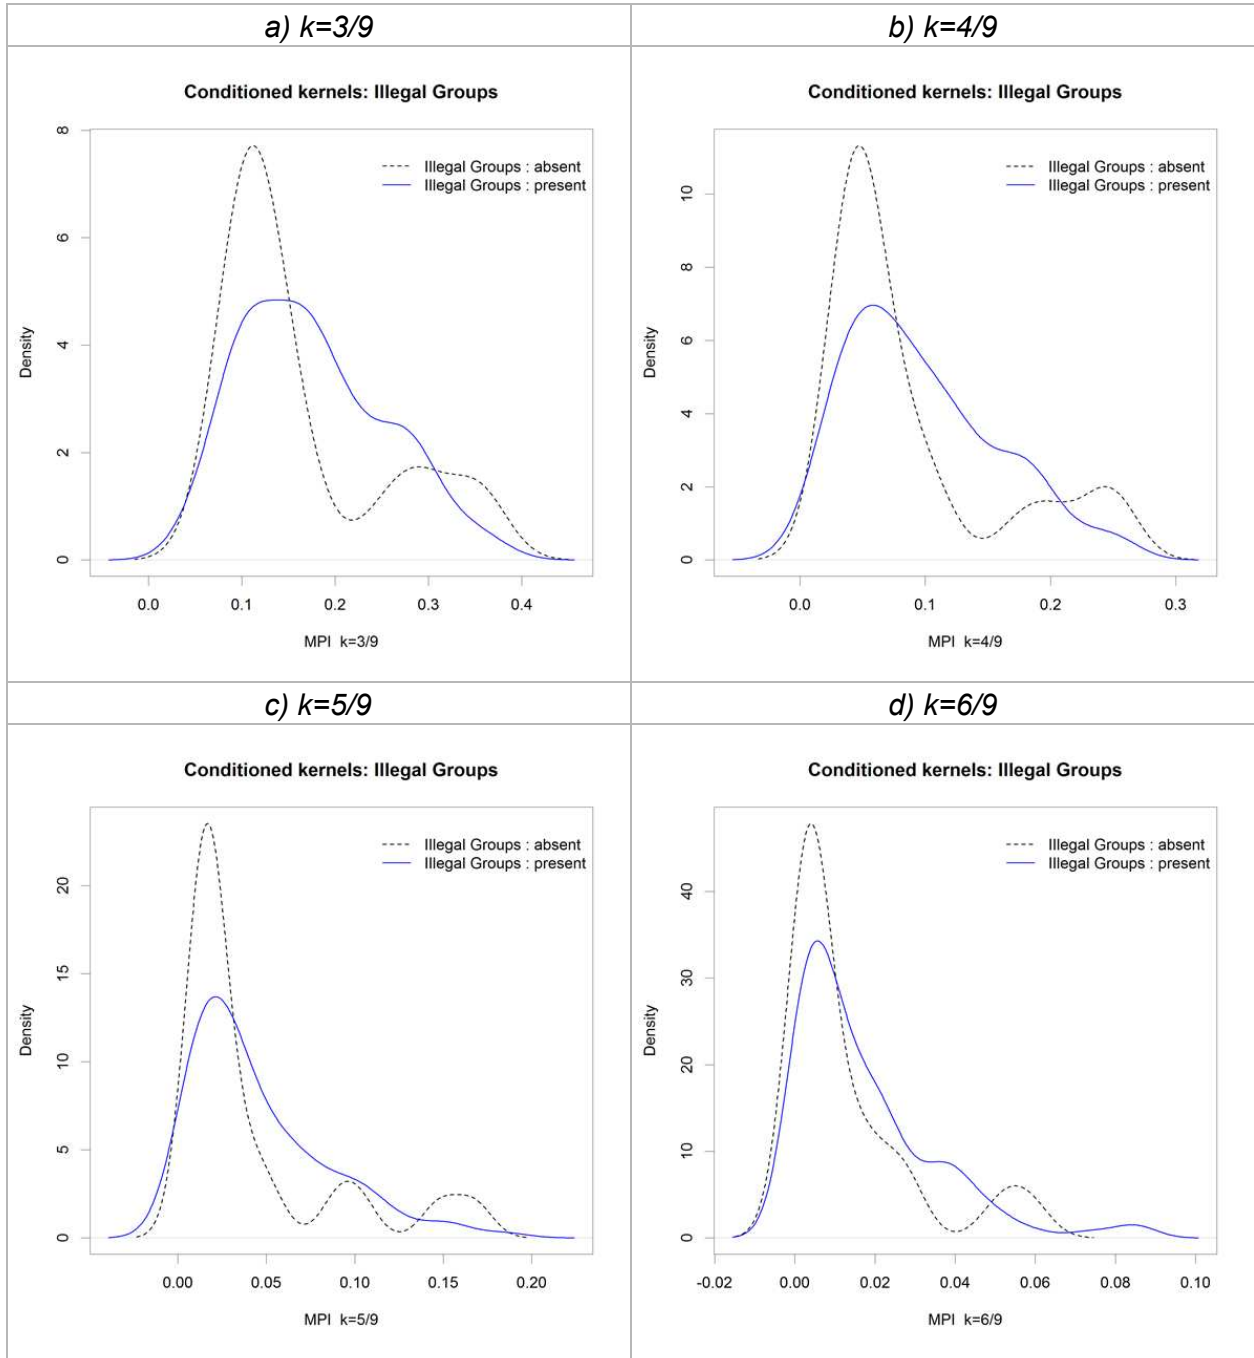 a) k=3/9
b) k=4/9
Conditioned kernels: Illegal Groups
Illegal Groups : absent
Illegal Groups : present
Density
0 2 4 6 8
0.0 0.1 0.2 0.3 0.4
MPI k=3/9
Conditioned kernels: Illegal Groups
Illegal Groups : absent
Illegal Groups : present
Density
0 2 4 6 8 10
0.0 0.1 0.2 0.3
MPI k=4/9
c) k=5/9
d) k=6/9
Conditioned kernels: Illegal Groups
Illegal Groups : absent
Illegal Groups : present
Density
0 5 10 15 20
0.00 0.05 0.10 0.15 0.20
MPI k=5/9
Conditioned kernels: Illegal Groups
Illegal Groups : absent
Illegal Groups : present
Density
0 10 20 30 40
-0.02 0.00 0.02 0.04 0.06 0.08 0.10
MPI k=6/9